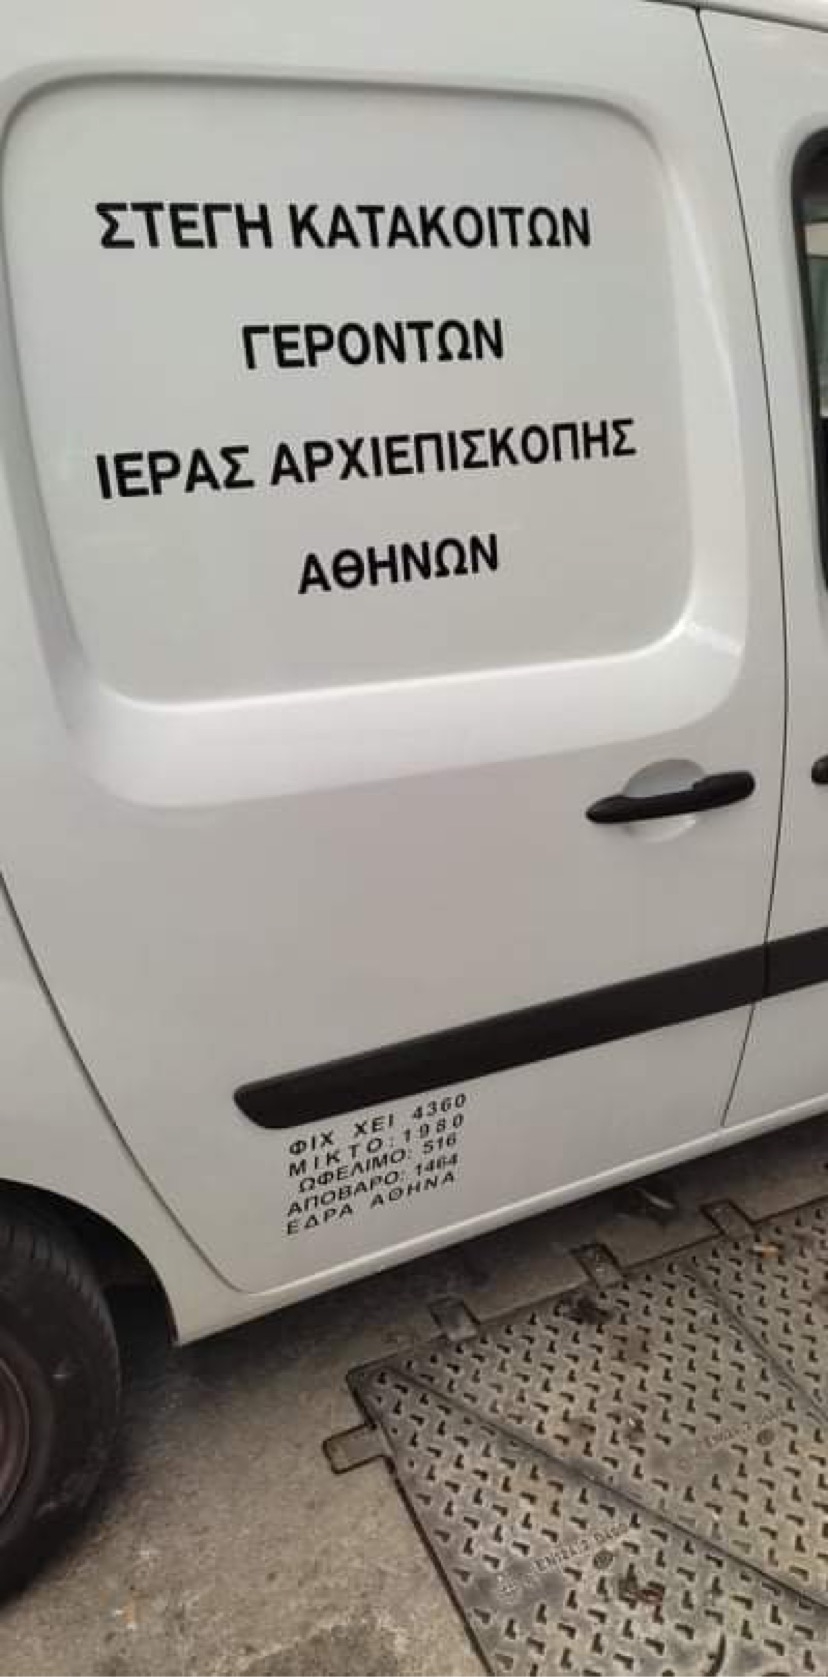 ΣΤΕΓΗ ΚΑΤΑΚΟΙΤΩΝ
ΓΕΡΟΝΤΩΝ
ΙΕΡΑΣ ΑΡΧΙΕΠΙΣΚΟΠΗΣ
ΑΘΗΝΩΝ
ΦΙΧ ΧΕΙ 4360
ΜΙΚΤΟ: 1980
ΩΦΕΛΙΜΟ: 516
ΑΠΟΒΑΡΟ: 1464
ΕΔΡΑ ΑΘΗΝΑ